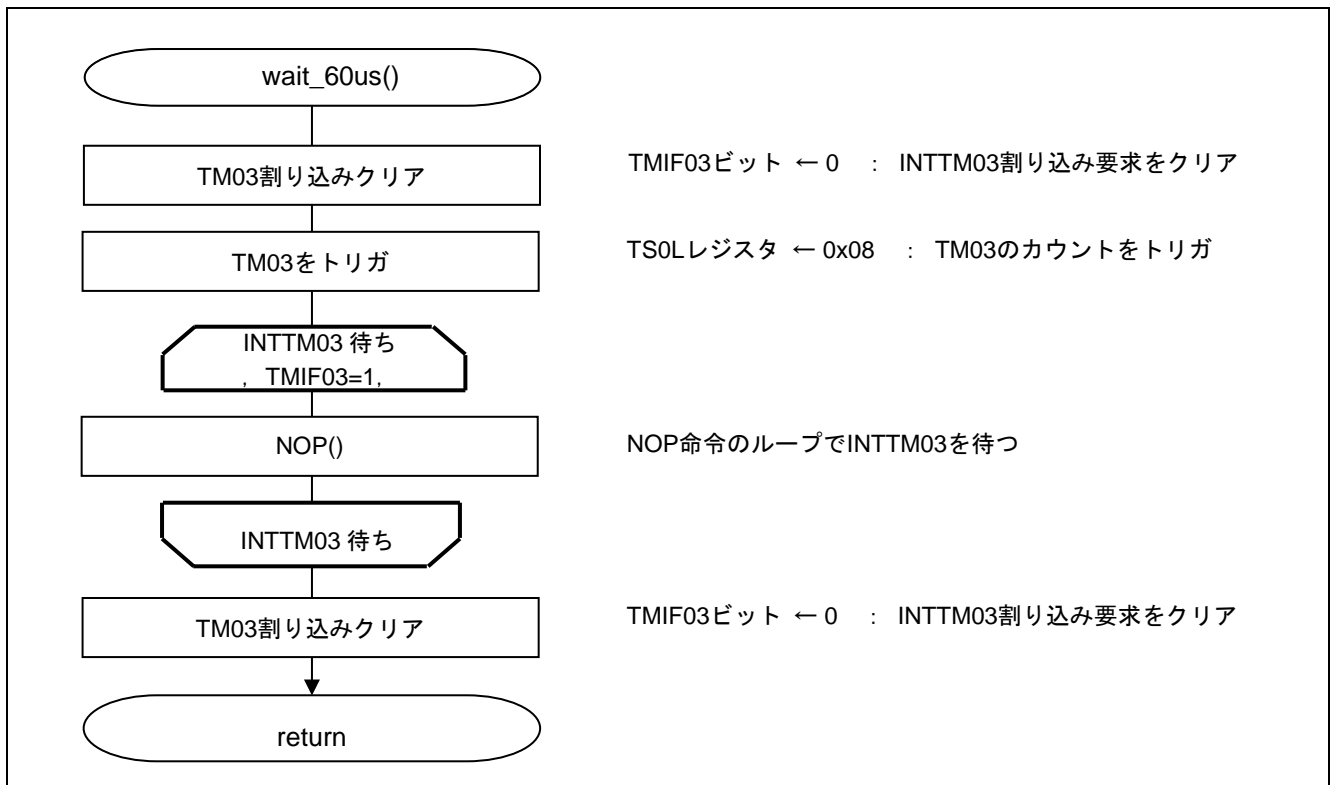 wait_60us()
TM03割り込みクリア
TMIF03ビット ← 0 : INTTM03割り込み要求をクリア
TM03をトリガ
TS0Lレジスタ ← 0x08 : TM03のカウントをトリガ
INTTM03 待ち
, TMIF03=1,
NOP()
NOP命令のループでINTTM03を待つ
INTTM03 待ち
TM03割り込みクリア
TMIF03ビット ← 0 : INTTM03割り込み要求をクリア
return